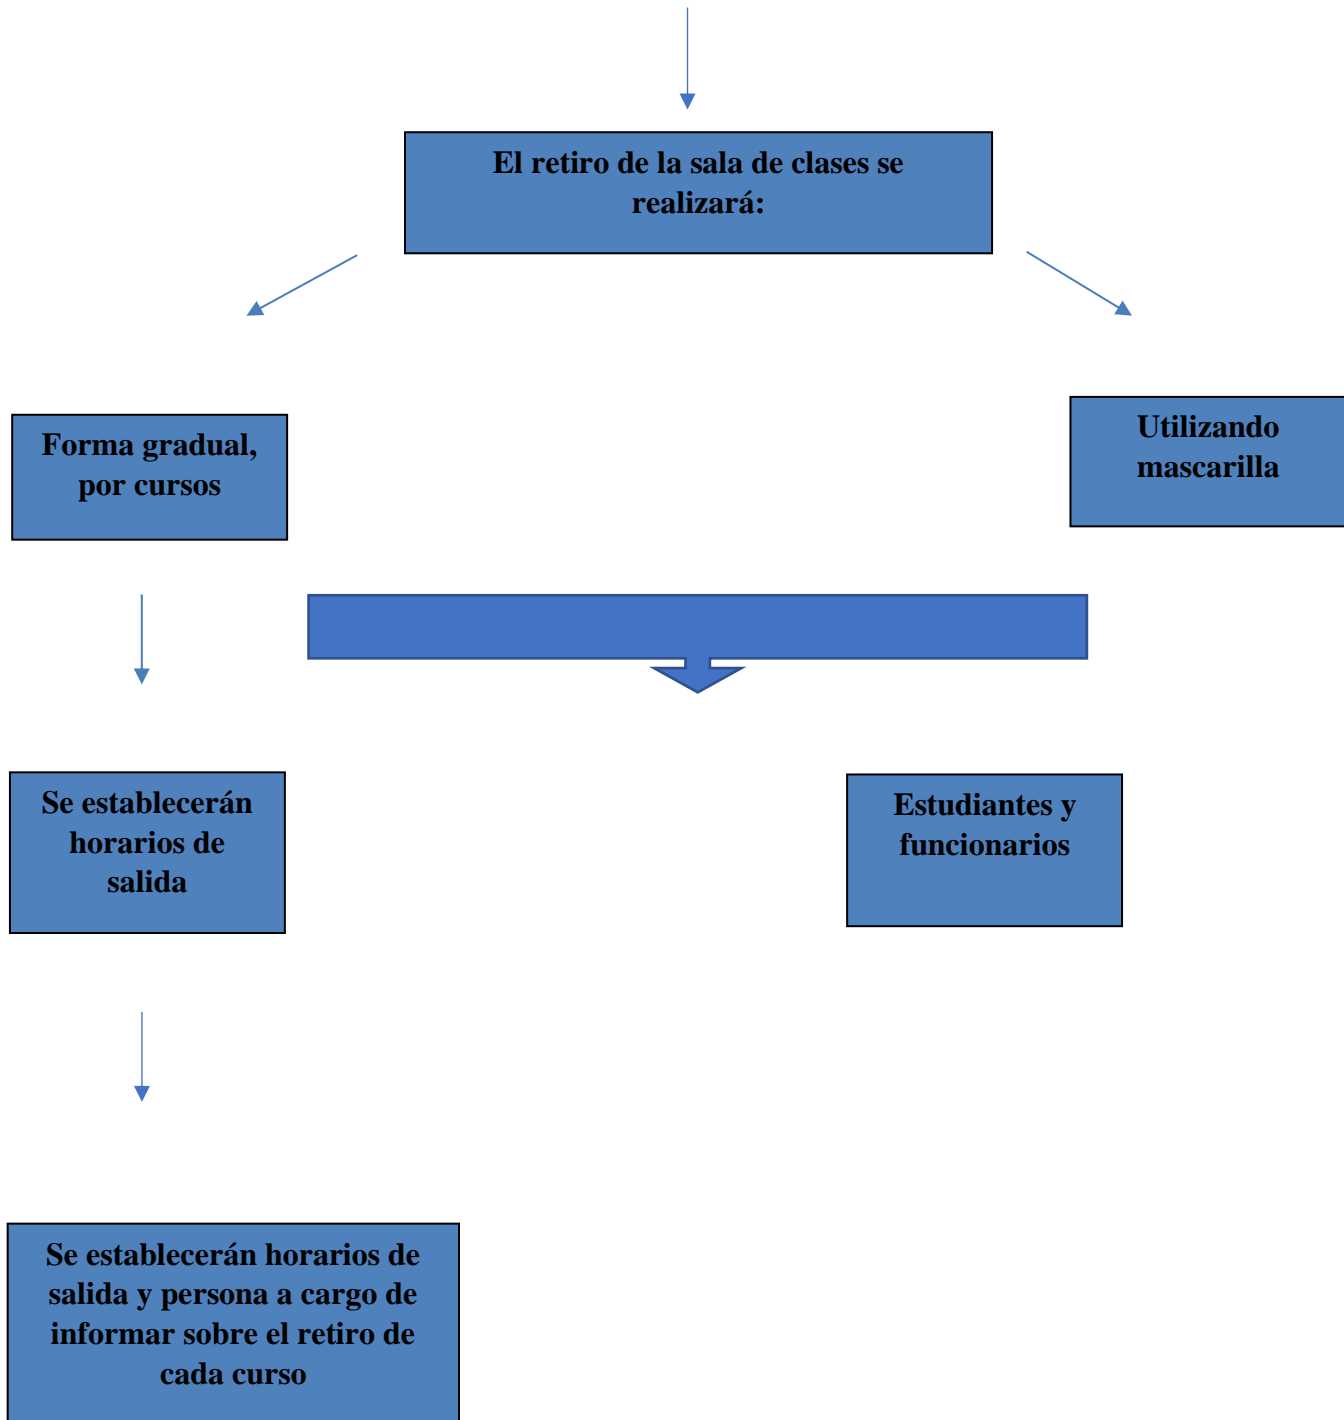 El retiro de la sala de clases se
realizará:
Forma gradual,
por cursos
Utilizando
mascarilla
Se establecerán
horarios de
salida
Estudiantes y
funcionarios
Se establecerán horarios de
salida y persona a cargo de
informar sobre el retiro de
cada curso